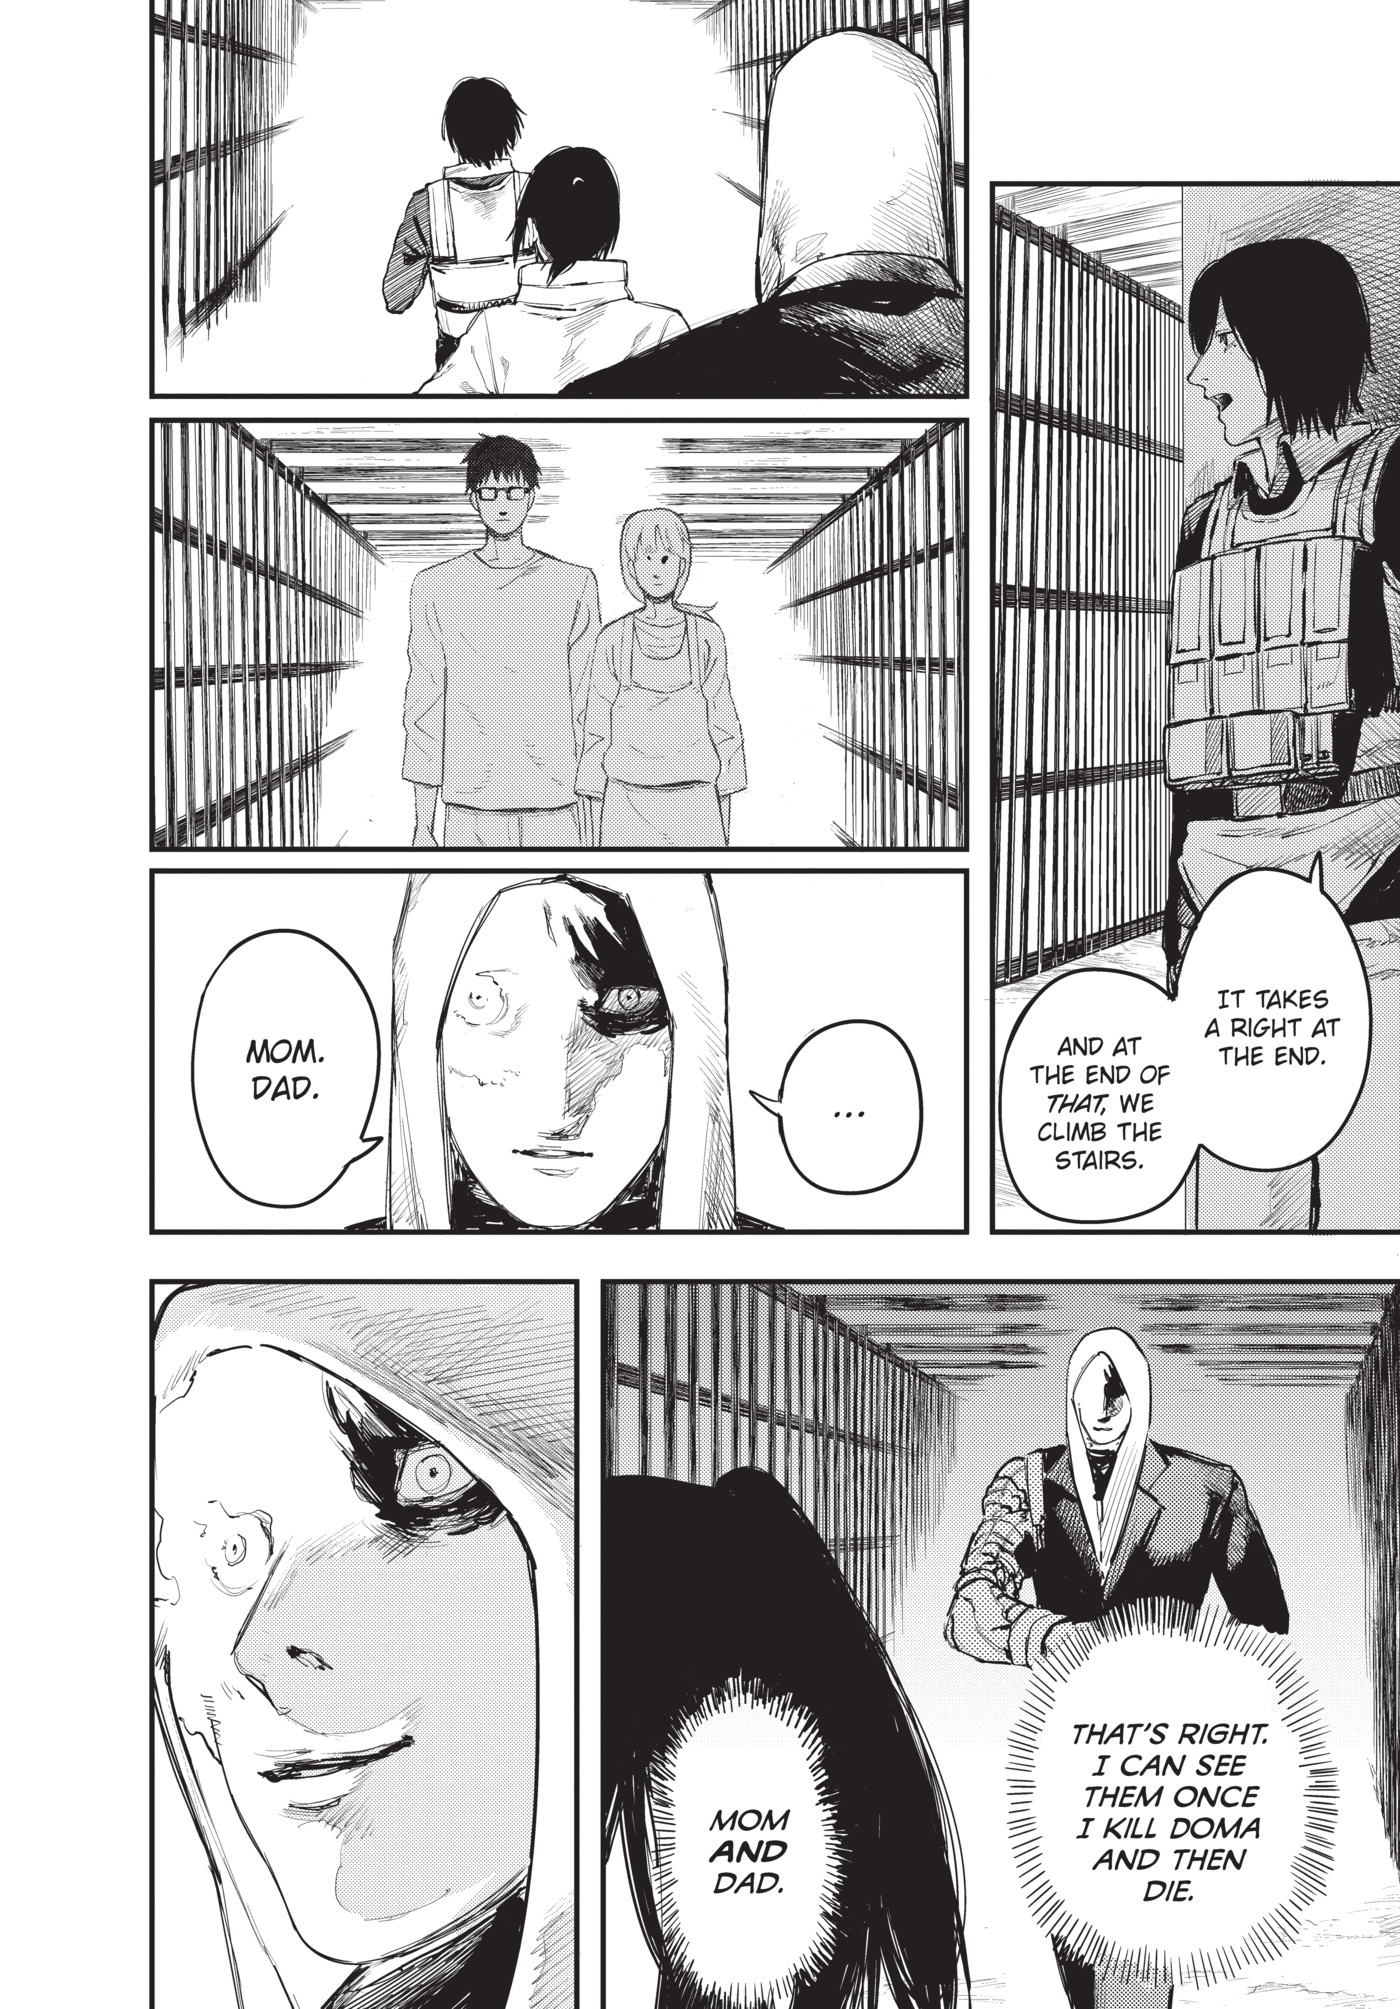 IT TAKES
A RIGHT AT
THE END.
AND AT
THE END OF
THAT, WE
CLIMB THE
STAIRS.
...
MOM.
DAD.
THAT'S RIGHT.
I CAN SEE
THEM ONCE
I KILL DOMA
AND THEN
DIE.
MOM
AND
DAD.